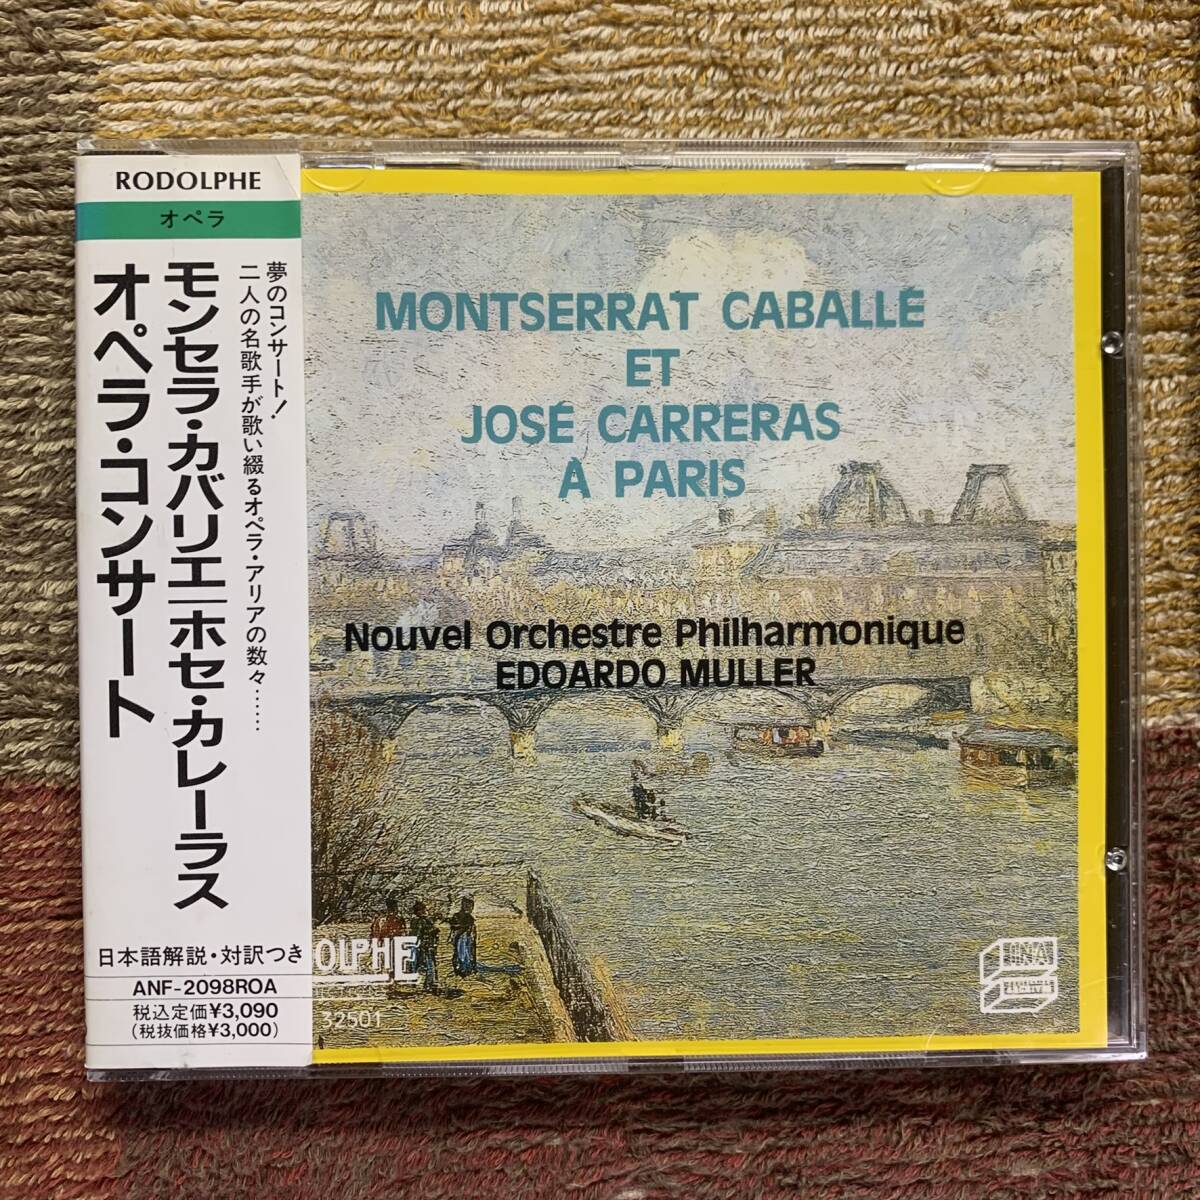 RODOLPHE
オペラ
夢のコンサート!
二人の名歌手が歌い綴るオペラ・アリアの数々……
モンセラ・カバリエ=ホセ・カレーラス
オペラ・コンサート
日本語解説・対訳つき
ANF-2098ROA
税込定価¥3,090
(税抜価格¥3,000)
MONTSERRAT CABALLÉ
ET
JOSÉ CARRERAS
À PARIS
Nouvel Orchestre Philharmonique
EDOARDO MULLER
OLPHE
32501
INA